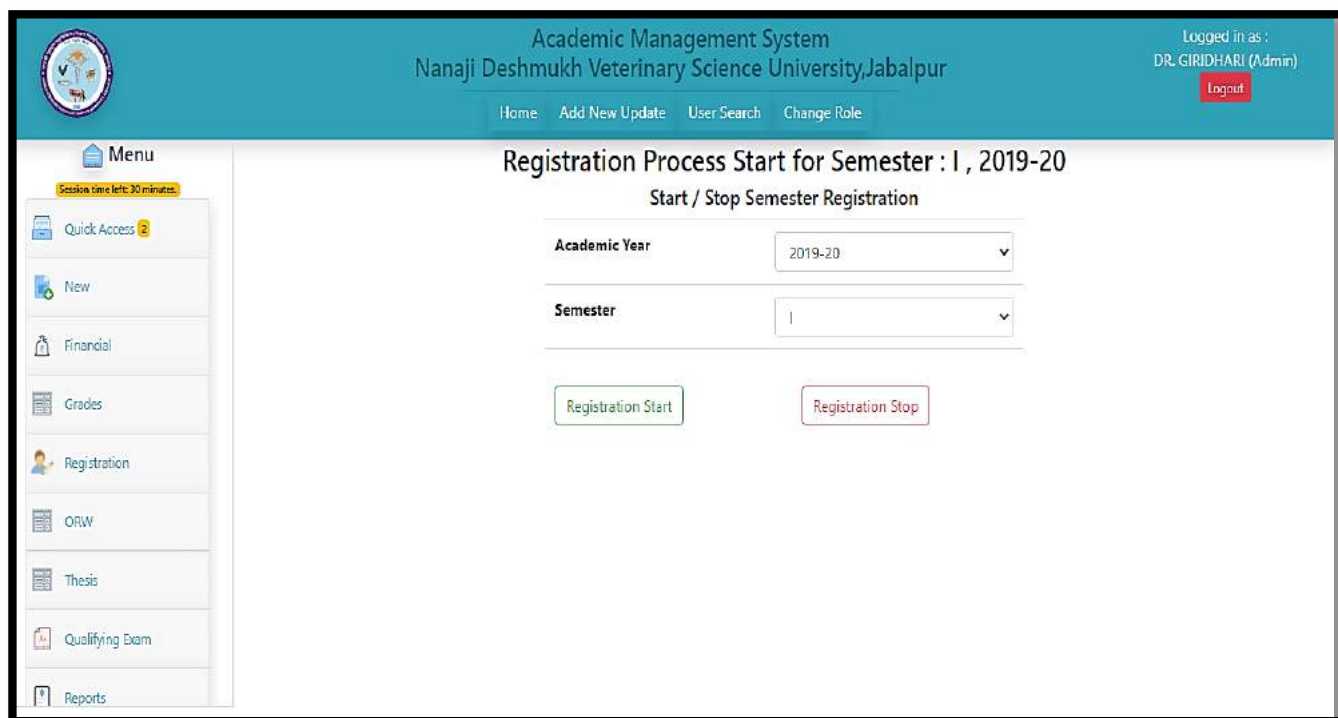 Academic Management System
Nanaji Deshmukh Veterinary Science University,Jabalpur
Home Add New Update User Search Change Role
Logged in as :
DR. GIRIDHARI (Admin)
Logout
Menu
Session time left: 30 minutes.
Quick Access 2
New
Financial
Grades
Registration
ORW
Thesis
Qualifying Exam
Reports
Registration Process Start for Semester : I , 2019-20
Start / Stop Semester Registration
Academic Year 2019-20
Semester I
Registration Start Registration Stop